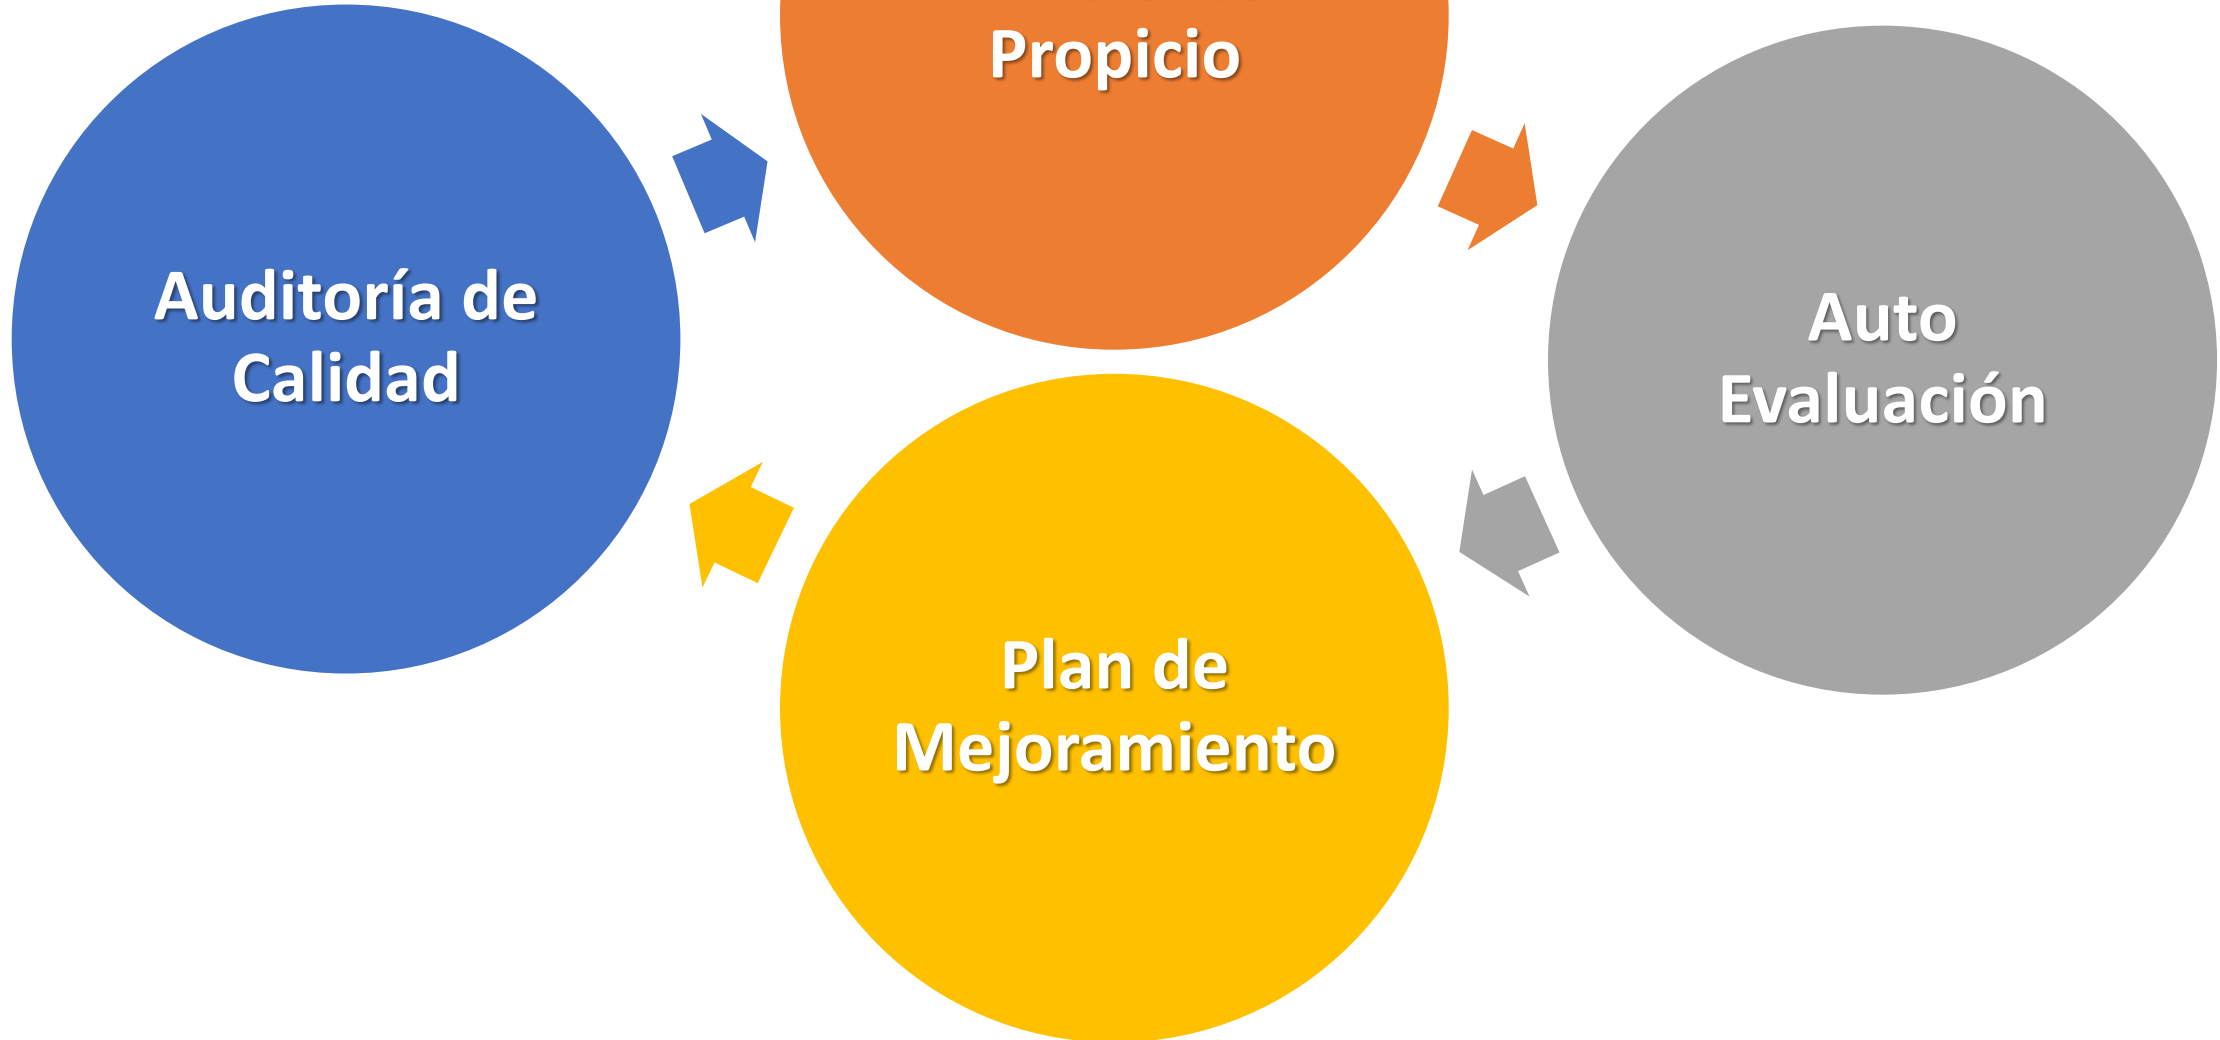 Propicio
Auditoría de
Calidad
Auto
Evaluación
Plan de
Mejoramiento